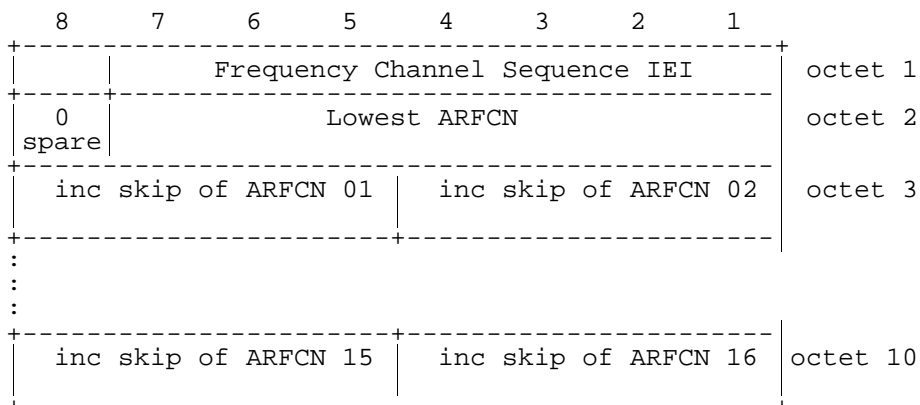 8 7 6 5 4 3 2 1
Frequency Channel Sequence IEI octet 1
0 Lowest ARFCN octet 2
spare
inc skip of ARFCN 01 inc skip of ARFCN 02 octet 3
:
:
:
inc skip of ARFCN 15 inc skip of ARFCN 16 octet 10